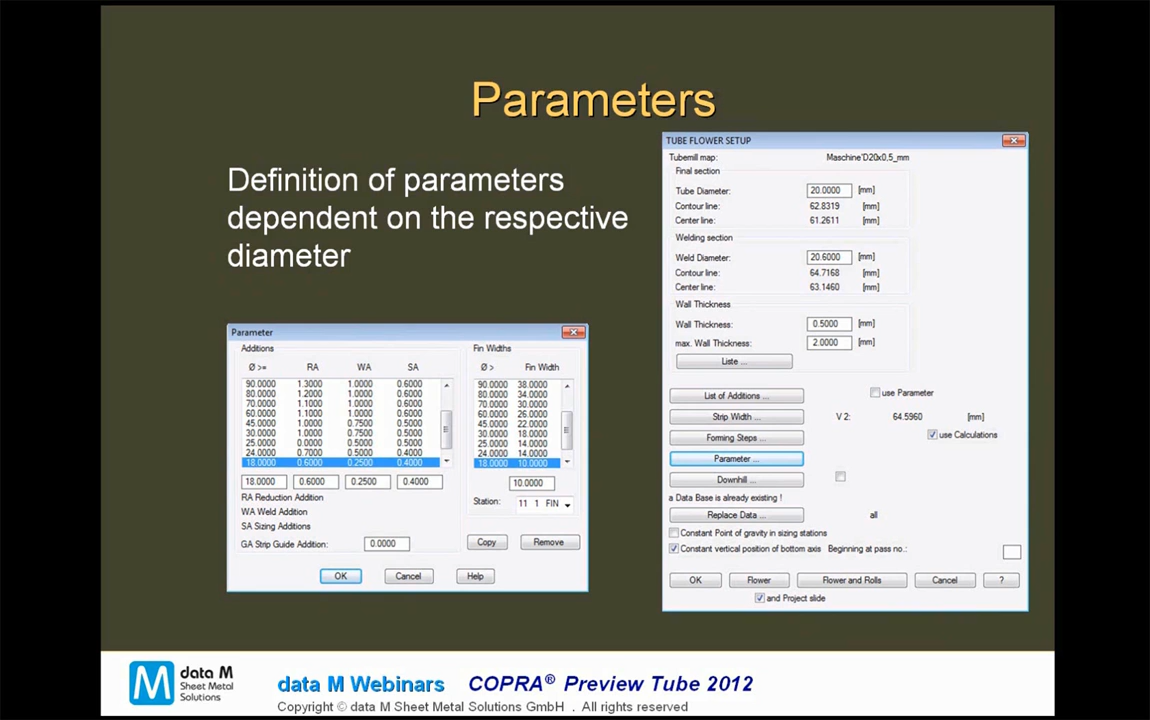 Parameters
Definition of parameters
dependent on the respective
diameter
Parameter
Additions
Ø >= RA WA SA
90.0000 1.3000 1.0000 0.6000
80.0000 1.2000 1.0000 0.6000
70.0000 1.1000 1.0000 0.6000
60.0000 1.1000 1.0000 0.6000
45.0000 1.0000 0.7500 0.6000
30.0000 1.0000 0.7500 0.5000
25.0000 0.0000 0.5000 0.5000
24.0000 0.7000 0.5000 0.4000
18.0000 0.6000 0.2500 0.4000
18.0000 0.6000 0.2500 0.4000
RA Reduction Addition
WA Weld Addition
SA Sizing Additions
GA Strip Guide Addition: 0.0000
Fin Widths
Ø > Fin Width
90.0000 38.0000
80.0000 34.0000
70.0000 30.0000
60.0000 26.0000
45.0000 22.0000
30.0000 18.0000
25.0000 14.0000
24.0000 14.0000
18.0000 10.0000
10.0000
Station: 11 1 FIN
Copy Remove
OK Cancel Help
TUBE FLOWER SETUP
Tubemill map: Maschine'D20x0,5_mm
Final section
Tube Diameter: 20.0000 [mm]
Contour line: 62.8319 [mm]
Center line: 61.2611 [mm]
Welding section
Weld Diameter: 20.6000 [mm]
Contour line: 64.7168 [mm]
Center line: 63.1460 [mm]
Wall Thickness
Wall Thickness: 0.5000 [mm]
max. Wall Thickness: 2.0000 [mm]
Liste ...
List of Additions ... use Parameter
Strip Width ... V 2: 64.5960 [mm]
Forming Steps ... use Calculations
Parameter ...
Downhill ...
a Data Base is already existing !
Replace Data ... all
Constant Point of gravity in sizing stations
Constant vertical position of bottom axis Beginning at pass no.:
OK Flower Flower and Rolls Cancel ?
and Project slide
M data M
Sheet Metal
Solutions
data M Webinars COPRA® Preview Tube 2012
Copyright © data M Sheet Metal Solutions GmbH . All rights reserved